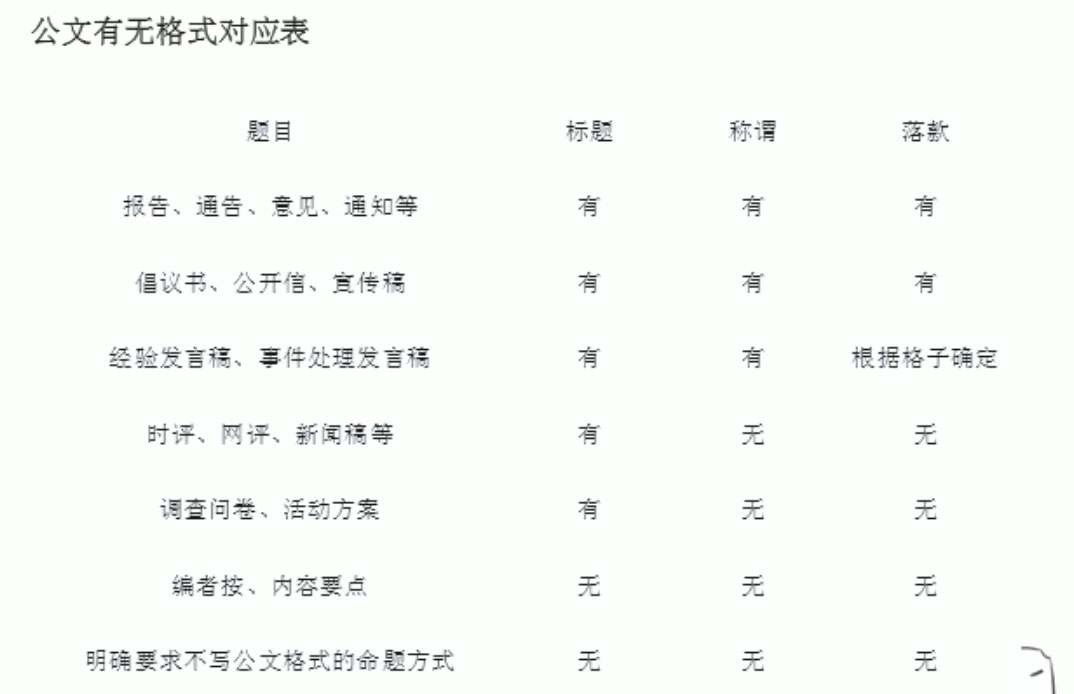 公文有无格式对应表
题目 标题 称谓 落款
报告、通告、意见、通知等 有 有 有
倡议书、公开信、宣传稿 有 有 有
经验发言稿、事件处理发言稿 有 有 根据格子确定
时评、网评、新闻稿等 有 无 无
调查问卷、活动方案 有 无 无
编者按、内容要点 无 无 无
明确要求不写公文格式的命题方式 无 无 无